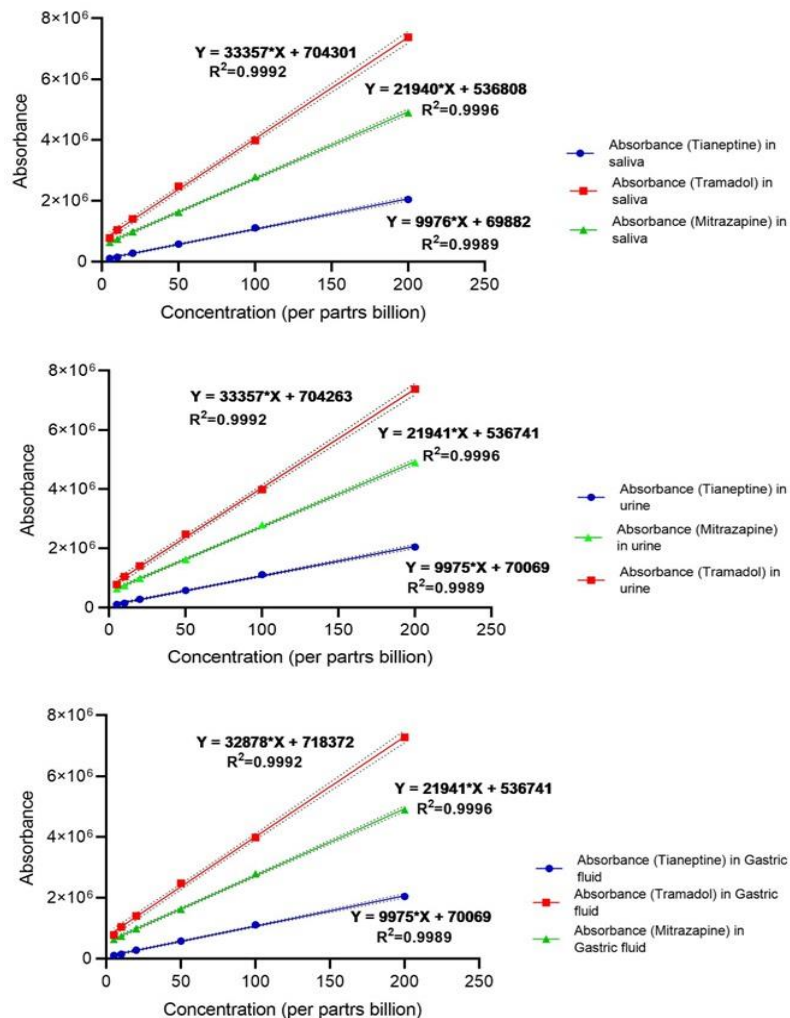 8×10⁶
6×10⁶
4×10⁶
2×10⁶
0
Absorbance
Y = 33357*X + 704301
R²=0.9992
Y = 21940*X + 536808
R²=0.9996
Y = 9976*X + 69882
R²=0.9989
0 50 100 150 200 250
Concentration (per partrs billion)
Absorbance (Tianeptine) in
saliva
Absorbance (Tramadol) in
saliva
Absorbance (Mitrazapine) in
saliva
8×10⁶
6×10⁶
4×10⁶
2×10⁶
0
Absorbance
Y = 33357*X + 704263
R²=0.9992
Y = 21941*X + 536741
R²=0.9996
Y = 9975*X + 70069
R²=0.9989
0 50 100 150 200 250
Concentration (per partrs billion)
Absorbance (Tianeptine) in
urine
Absorbance (Mitrazapine)
in urine
Absorbance (Tramadol) in
urine
8×10⁶
6×10⁶
4×10⁶
2×10⁶
0
Absorbance
Y = 32878*X + 718372
R²=0.9992
Y = 21941*X + 536741
R²=0.9996
Y = 9975*X + 70069
R²=0.9989
0 50 100 150 200 250
Concentration (per partrs billion)
Absorbance (Tianeptine) in Gastric
fluid
Absorbance (Tramadol) in Gastric
fluid
Absorbance (Mitrazapine) in
Gastric fluid